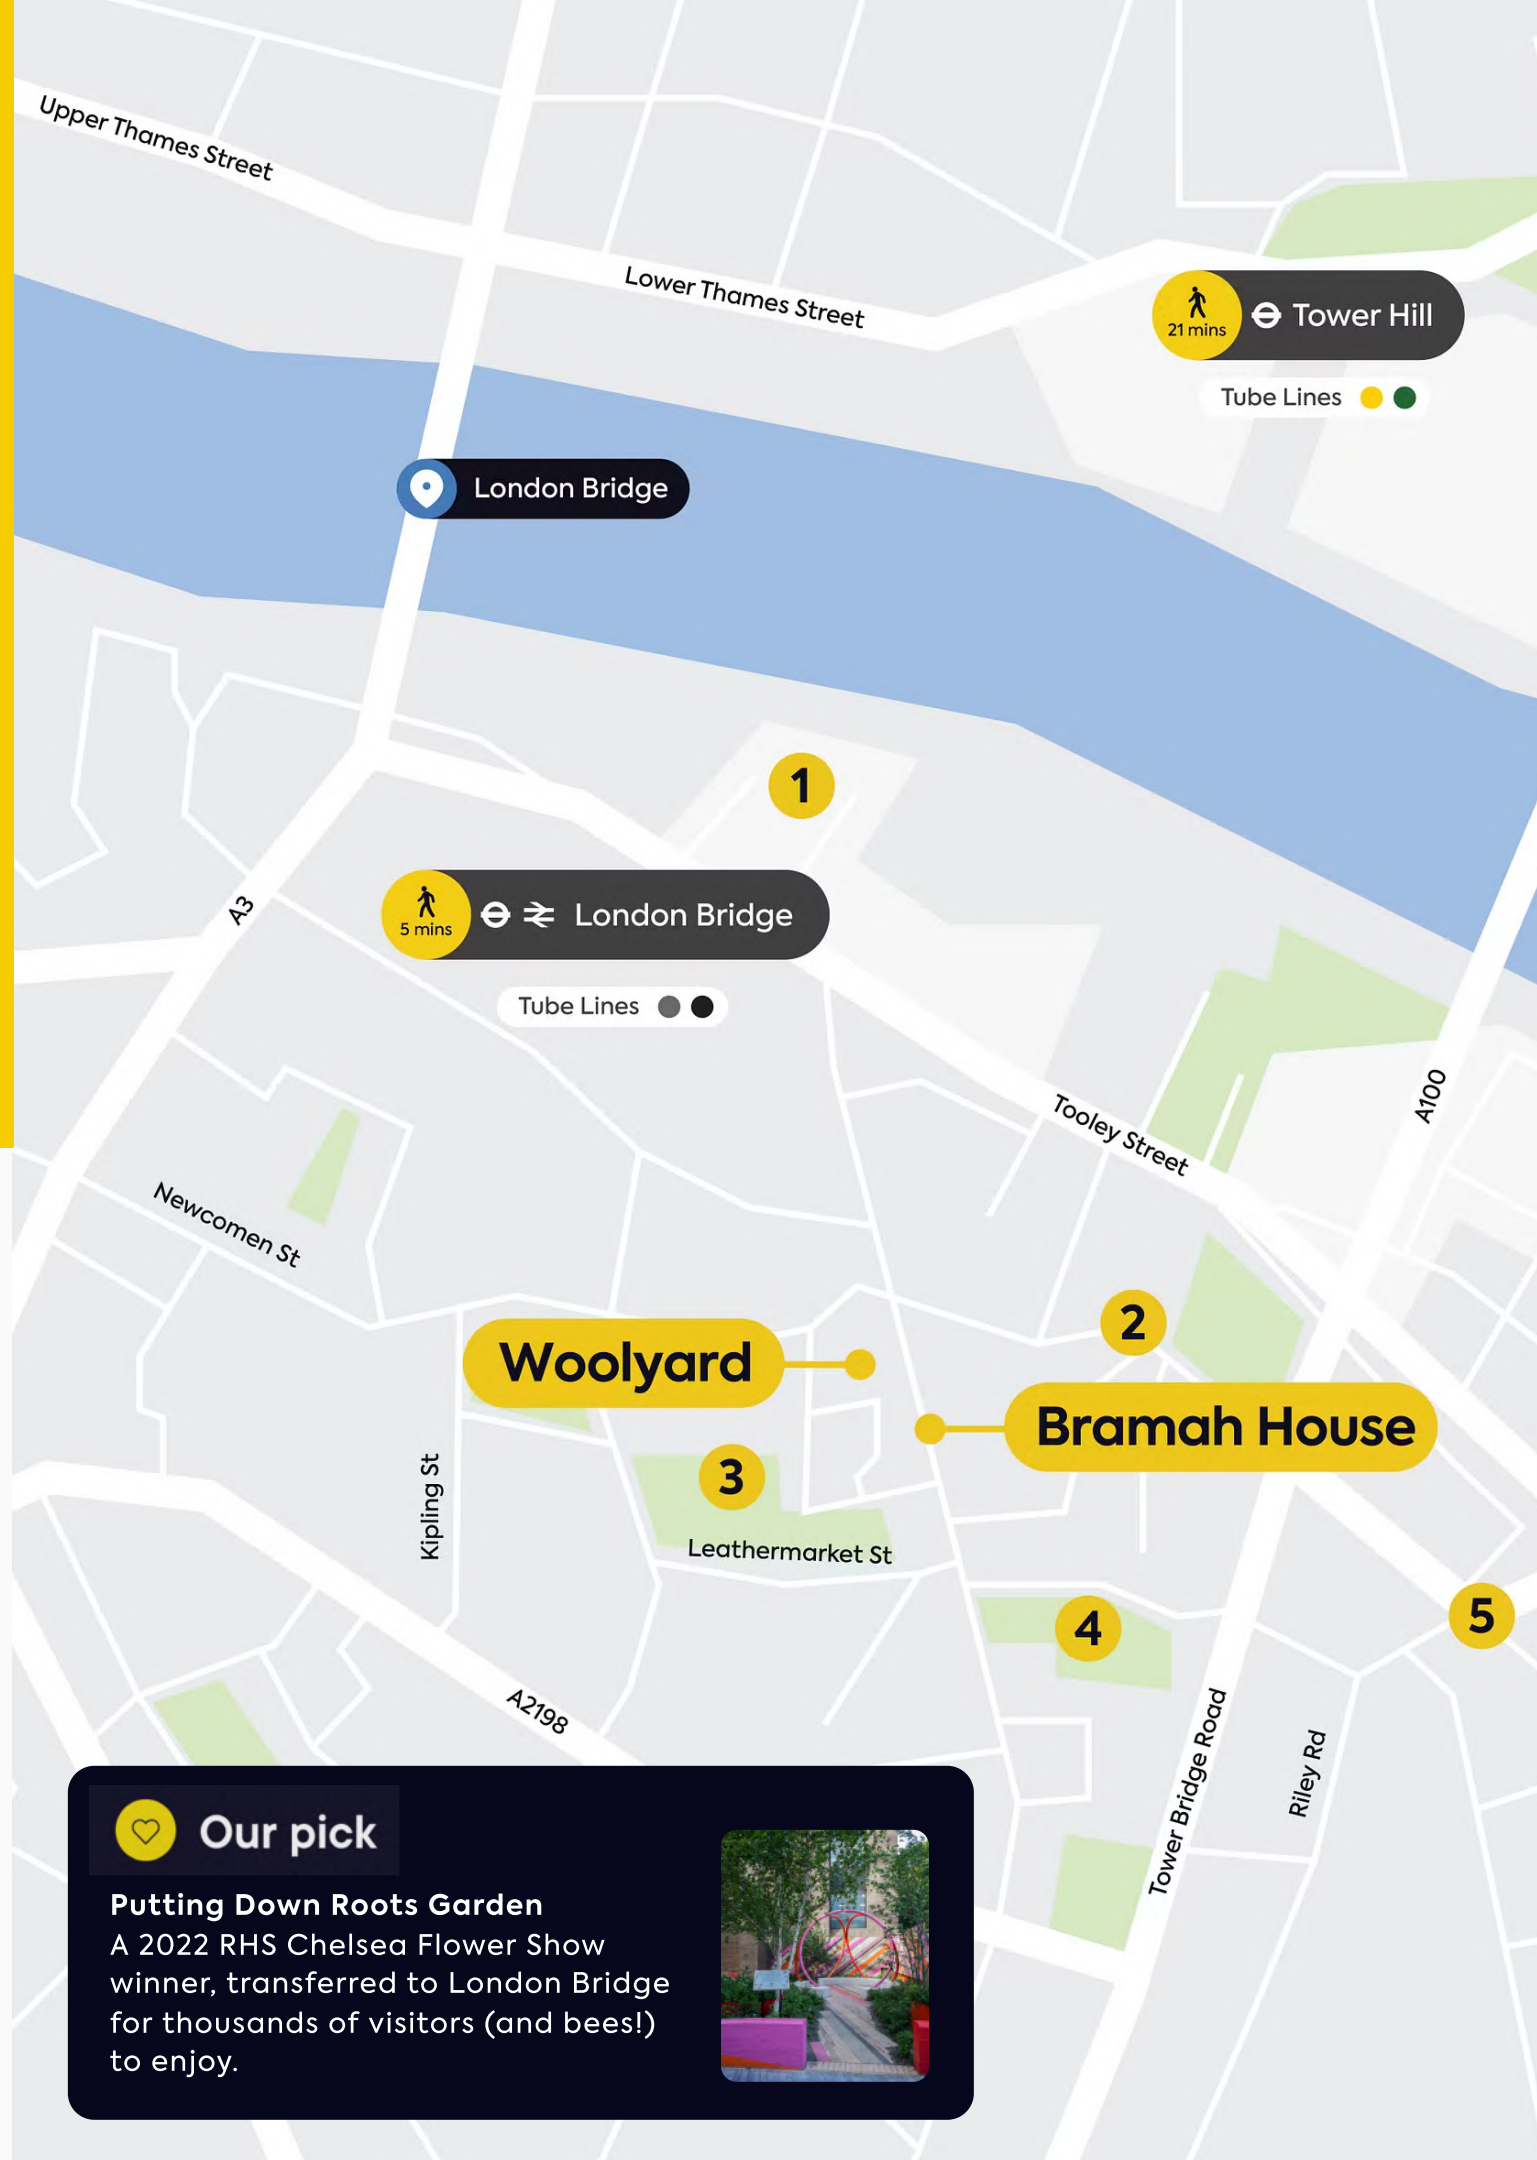 Upper Thames Street
Lower Thames Street
21 mins
Tower Hill
Tube Lines
London Bridge
1
A3
5 mins
London Bridge
Tube Lines
A100
Tooley Street
Newcomen St
2
Woolyard
Bramah House
3
Kipling St
Leathermarket St
4
5
A2198
Tower Bridge Road
Riley Rd
Our pick
Putting Down Roots Garden
A 2022 RHS Chelsea Flower Show
winner, transferred to London Bridge
for thousands of visitors (and bees!)
to enjoy.